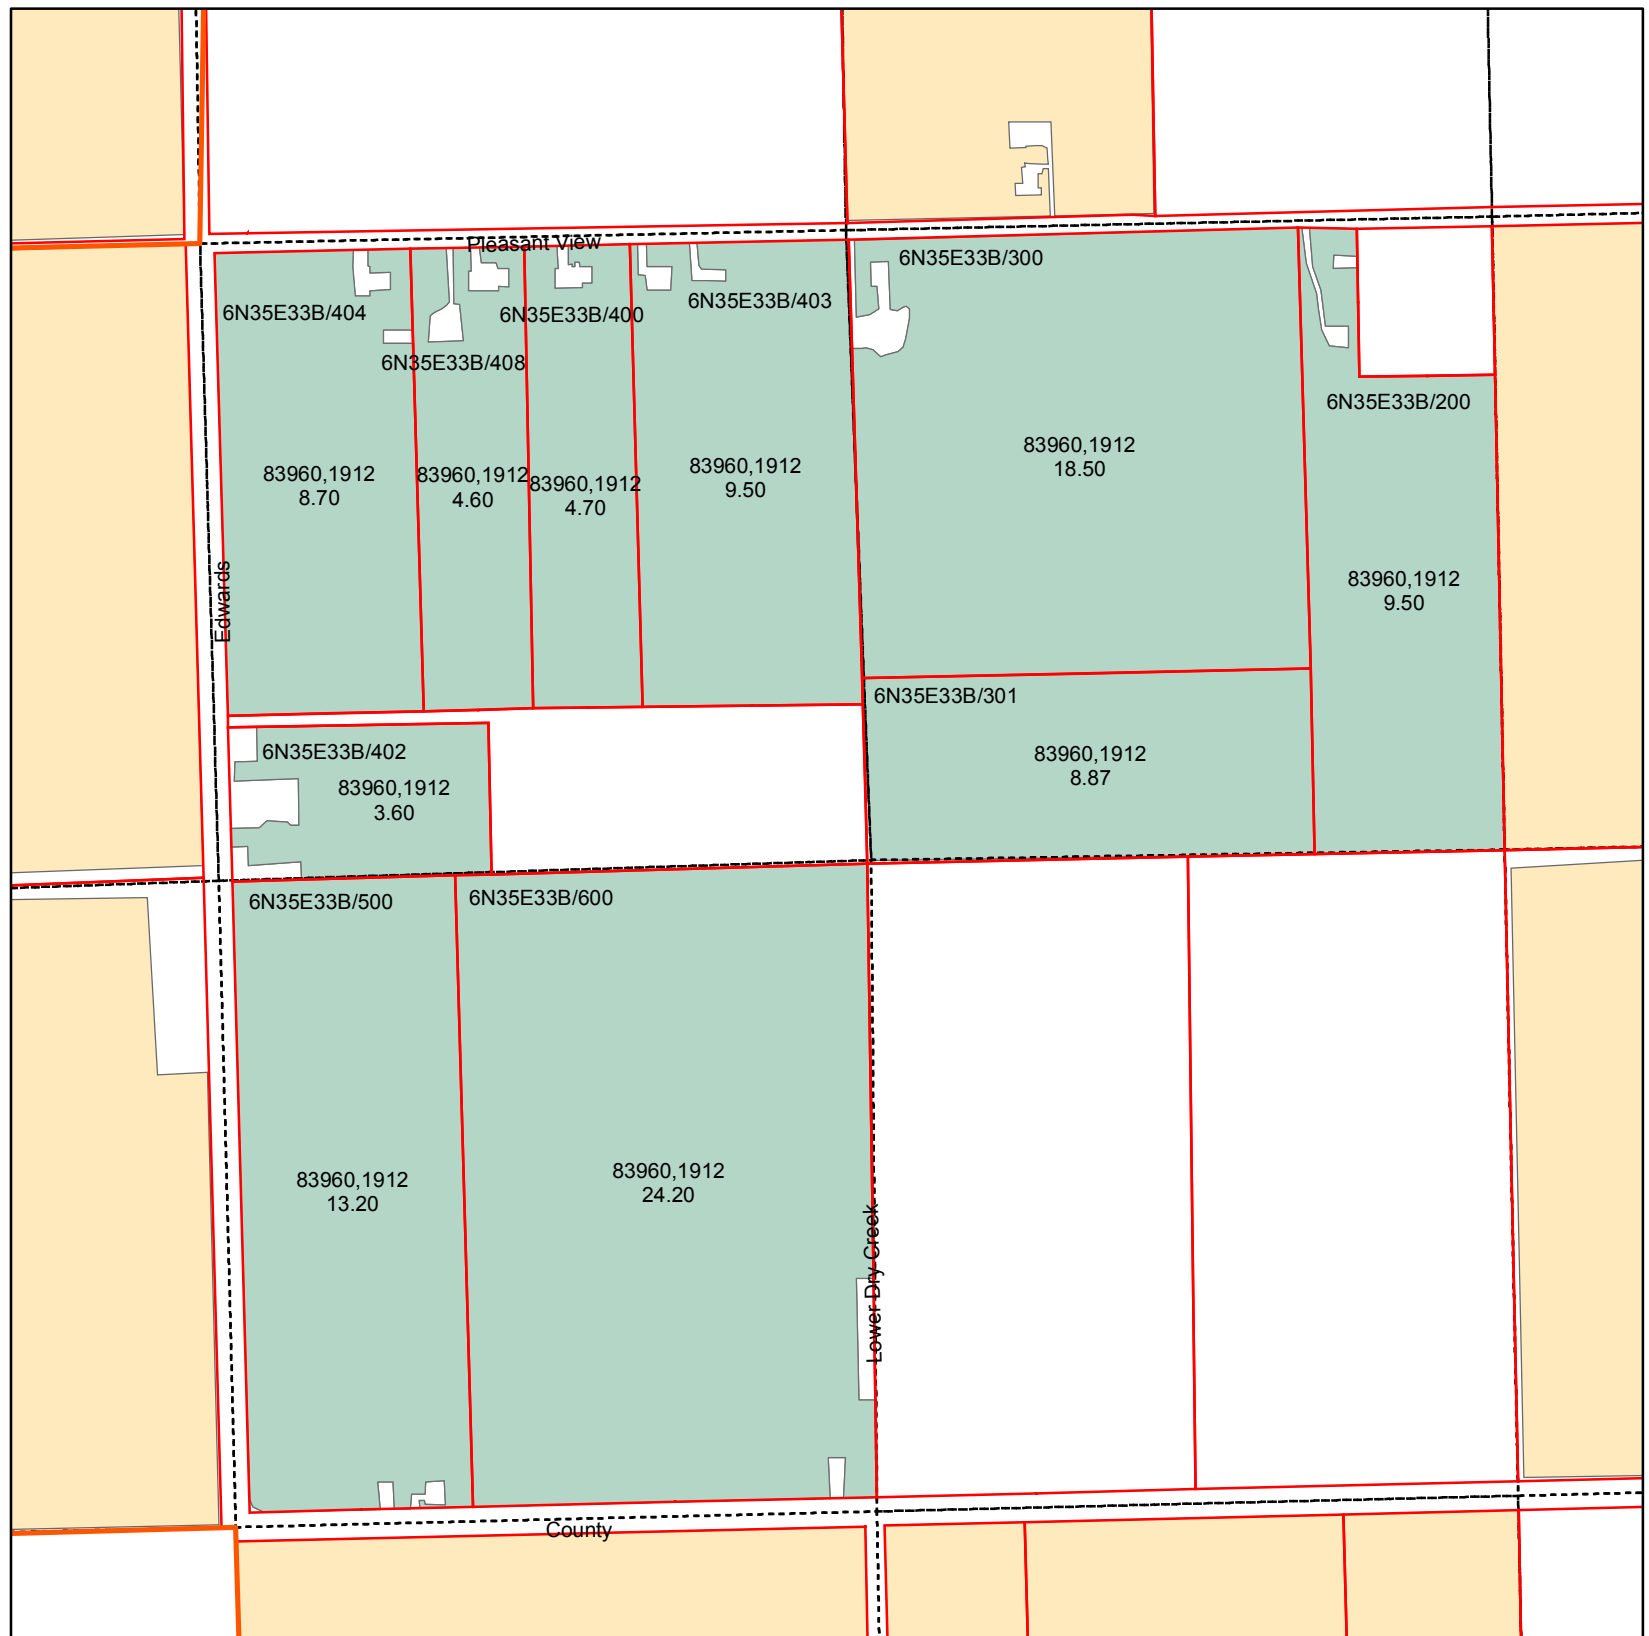 Pleasant View
6N35E33B/300
6N35E33B/404
6N35E33B/400
6N35E33B/403
6N35E33B/408
6N35E33B/200
83960,1912
8.70
83960,1912
4.60
83960,1912
4.70
83960,1912
9.50
83960,1912
18.50
83960,1912
9.50
Edwards
6N35E33B/301
6N35E33B/402
83960,1912
3.60
83960,1912
8.87
6N35E33B/500
6N35E33B/600
83960,1912
13.20
83960,1912
24.20
Lower Dry Creek
County